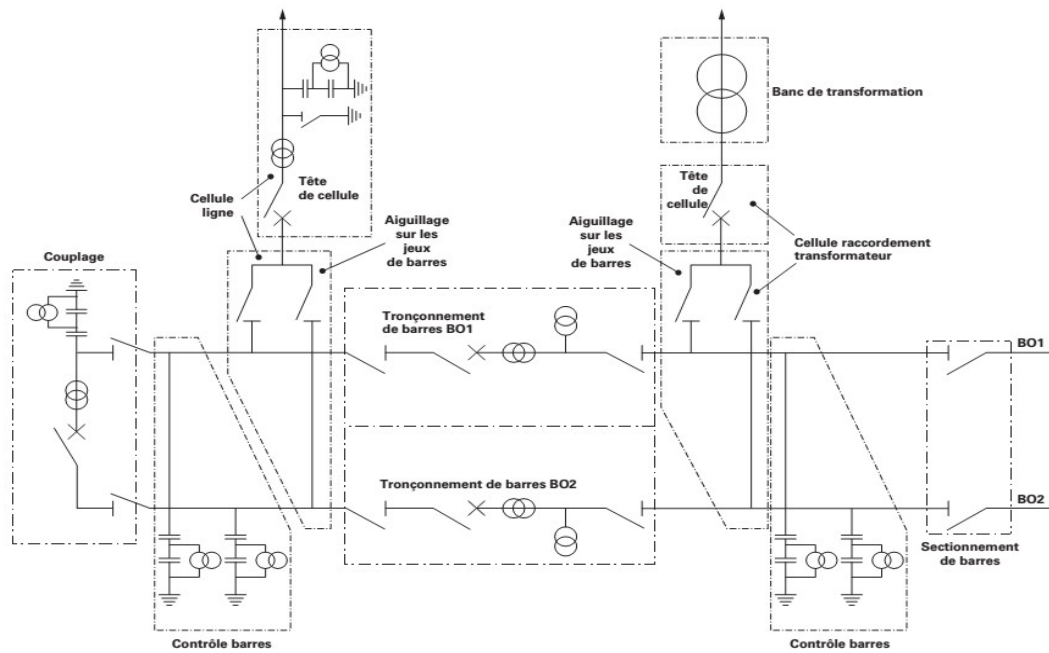 Banc de transformation
Tête
de cellule
Cellule
ligne
Tête
de
cellule
Aiguillage
sur les
jeux
de barres
Aiguillage
sur les
jeux
de barres
Cellule raccordement
transformateur
Couplage
Tronçonnement
de barres BO1
BO1
Tronçonnement de barres BO2
BO2
Sectionnement
de barres
Contrôle barres
Contrôle barres